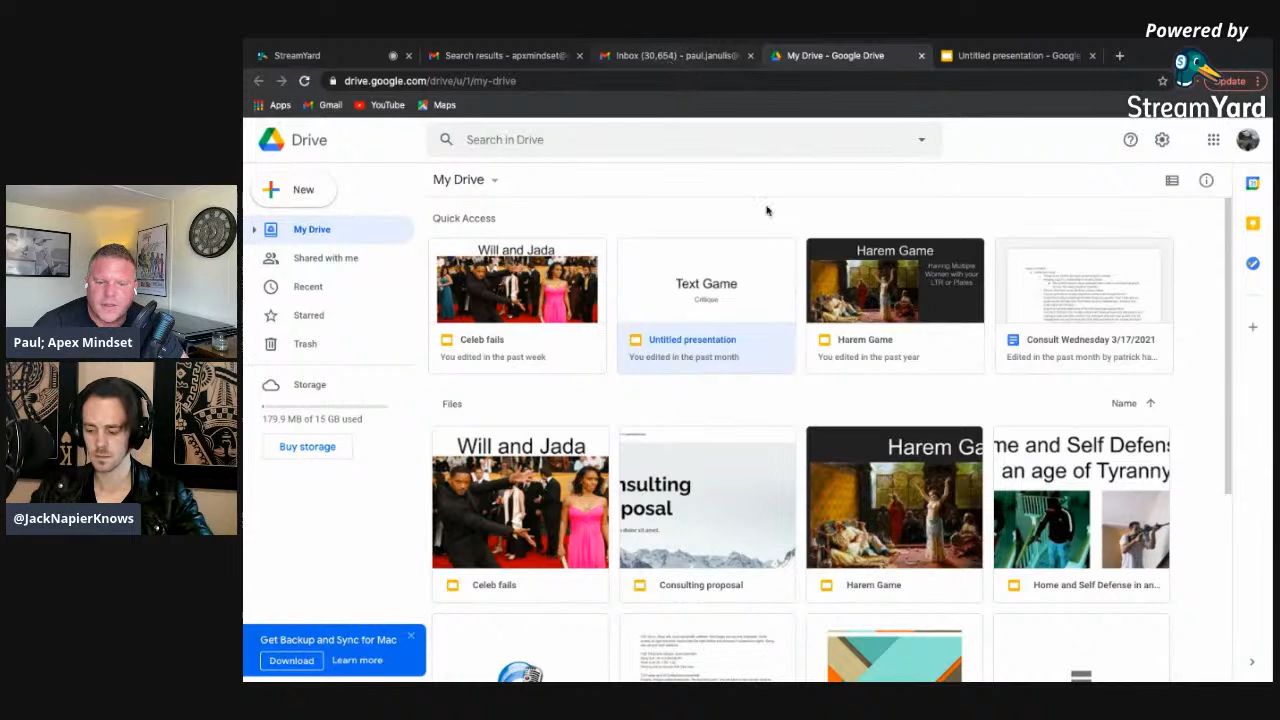 Powered by
StreamYard
StreamYard
Search results - apxmindset@
Inbox (30,654) - paul.janulis@
My Drive - Google Drive
Untitled presentation - Google
drive.google.com/drive/u/1/my-drive
Update
Apps
Gmail
YouTube
Maps
Drive
Search in Drive
New
My Drive
My Drive
Shared with me
Recent
Starred
Trash
Storage
179.9 MB of 15 GB used
Buy storage
Get Backup and Sync for Mac
Download
Learn more
Quick Access
Will and Jada
Celeb fails
You edited in the past week
Text Game
Critique
Untitled presentation
You edited in the past month
Harem Game
Having Multiple
Women with your
LTR or Plates
Harem Game
You edited in the past year
Consult Wednesday 3/17/2021
Edited in the past month by patrick ha...
Files
Name
Will and Jada
Celeb fails
nsulting
posal
Consulting proposal
Harem Ga
Harem Game
me and Self Defens
an age of Tyranny
Home and Self Defense in an...
Paul; Apex Mindset
@JackNapierKnows